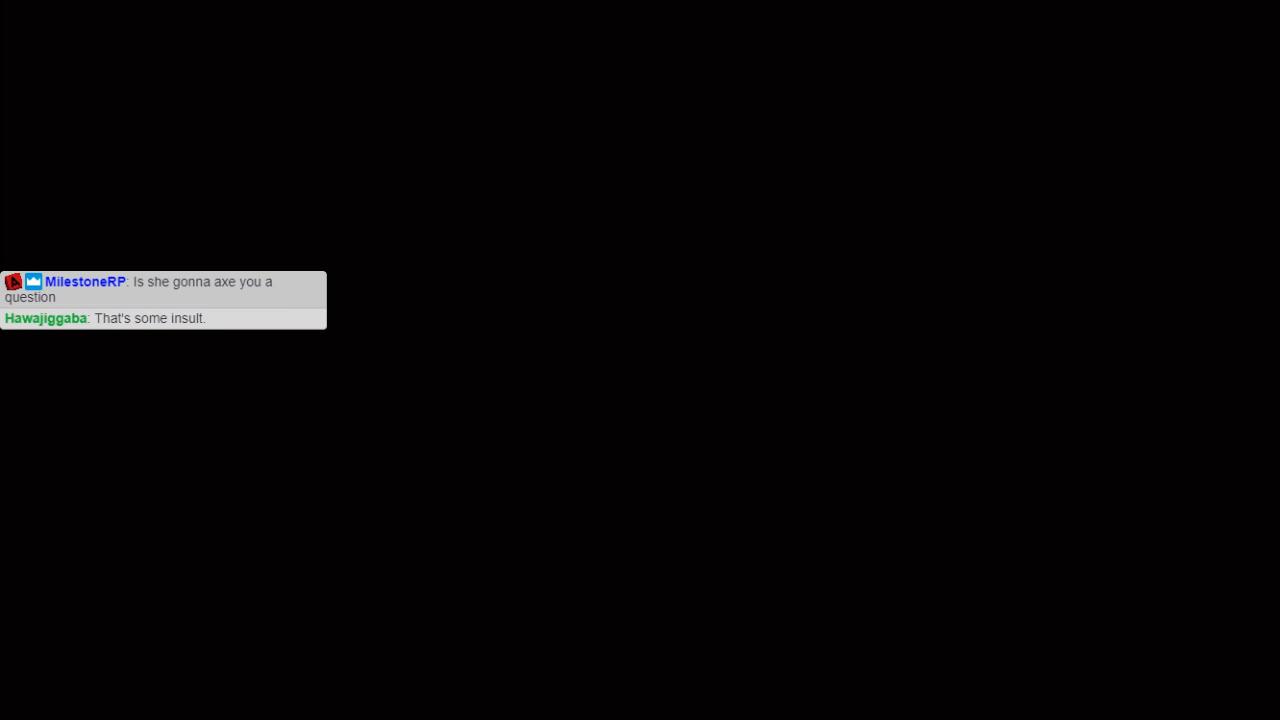 MilestoneRP: Is she gonna axe you a
question
Hawajiggaba: That's some insult.